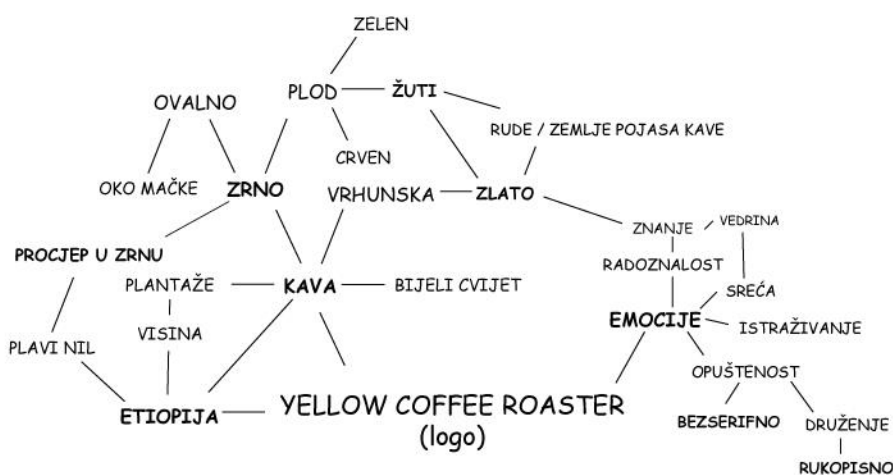 ZELEN
OVALNO
PLOD
ŽUTI
RUDE / ZEMLJE POJASA KAVE
CRVEN
OKO MAČKE
ZRNO
VRHUNSKA
ZLATO
ZNANJE
VEDRINA
PROCJEP U ZRNU
RADOZNALOST
PLANTAŽE
KAVA
BIJELI CVIJET
SREĆA
EMOCIJE
ISTRAŽIVANJE
VISINA
PLAVI NIL
OPUŠTENOST
ETIOPIJA
YELLOW COFFEE ROASTER
(logo)
BEZSERIFNO
DRUŽENJE
RUKOPISNO